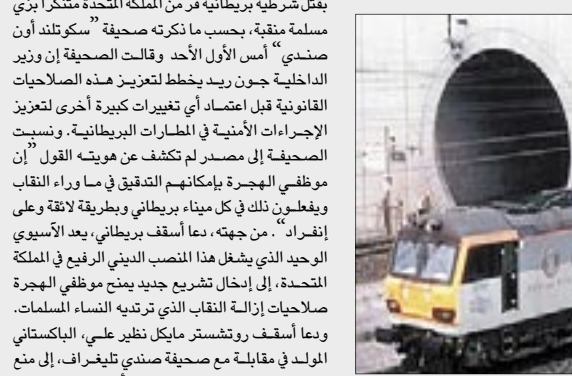 بقتل شرطية بريطانية فر من المملكة المتحدة متنكرا بزي
مسلمة منقبة، بحسب ما ذكرته صحيفة ”سكوتلند أون
صندي“ أمس الأول الأحد وقالت الصحيفة إن وزير
الداخلية جون ريد يخطط لتعزيز هذه الصلاحيات
القانونية قبل اعتماد أي تغييرات كبيرة أخرى لتعزيز
الإجراءات الأمنية في المطارات البريطانية. ونسبت
الصحيفة إلى مصدر لم تكشف عن هويته القول ”إن
موظفي الهجرة بإمكانهم التدقيق في ما وراء النقاب
ويفعلون ذلك في كل ميناء بريطاني وبطريقة لائقة وعلى
إنفراد“. من جهته، دعا أسقف بريطاني، يعد الآسيوي
الوحيد الذي يشغل هذا المنصب الديني الرفيع في المملكة
المتحدة، إلى إدخال تشريع جديد يمنح موظفي الهجرة
صلاحيات إزالة النقاب الذي ترتديه النساء المسلمات.
ودعا أسقف روتشستر مايكل نظير علي، الباكستاني
المولد في مقابلة مع صحيفة صندي تليغراف، إلى منع